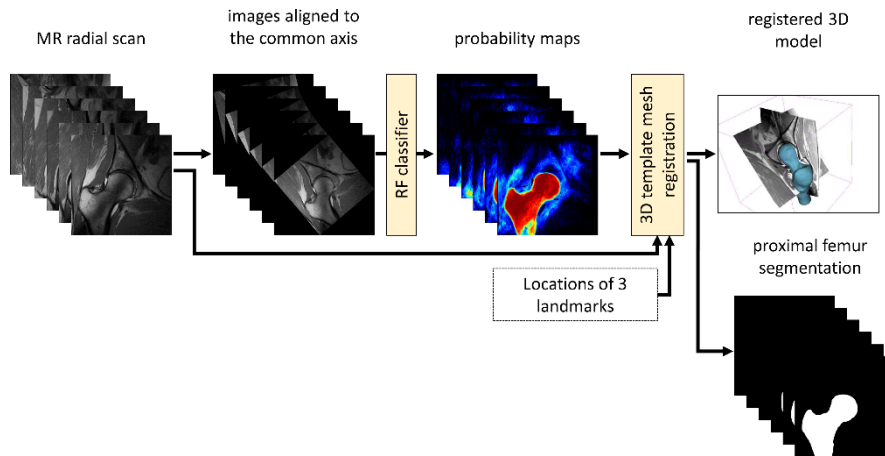 MR radial scan
images aligned to
the common axis
RF classifier
probability maps
3D template mesh
registration
registered 3D
model
Locations of 3
landmarks
proximal femur
segmentation